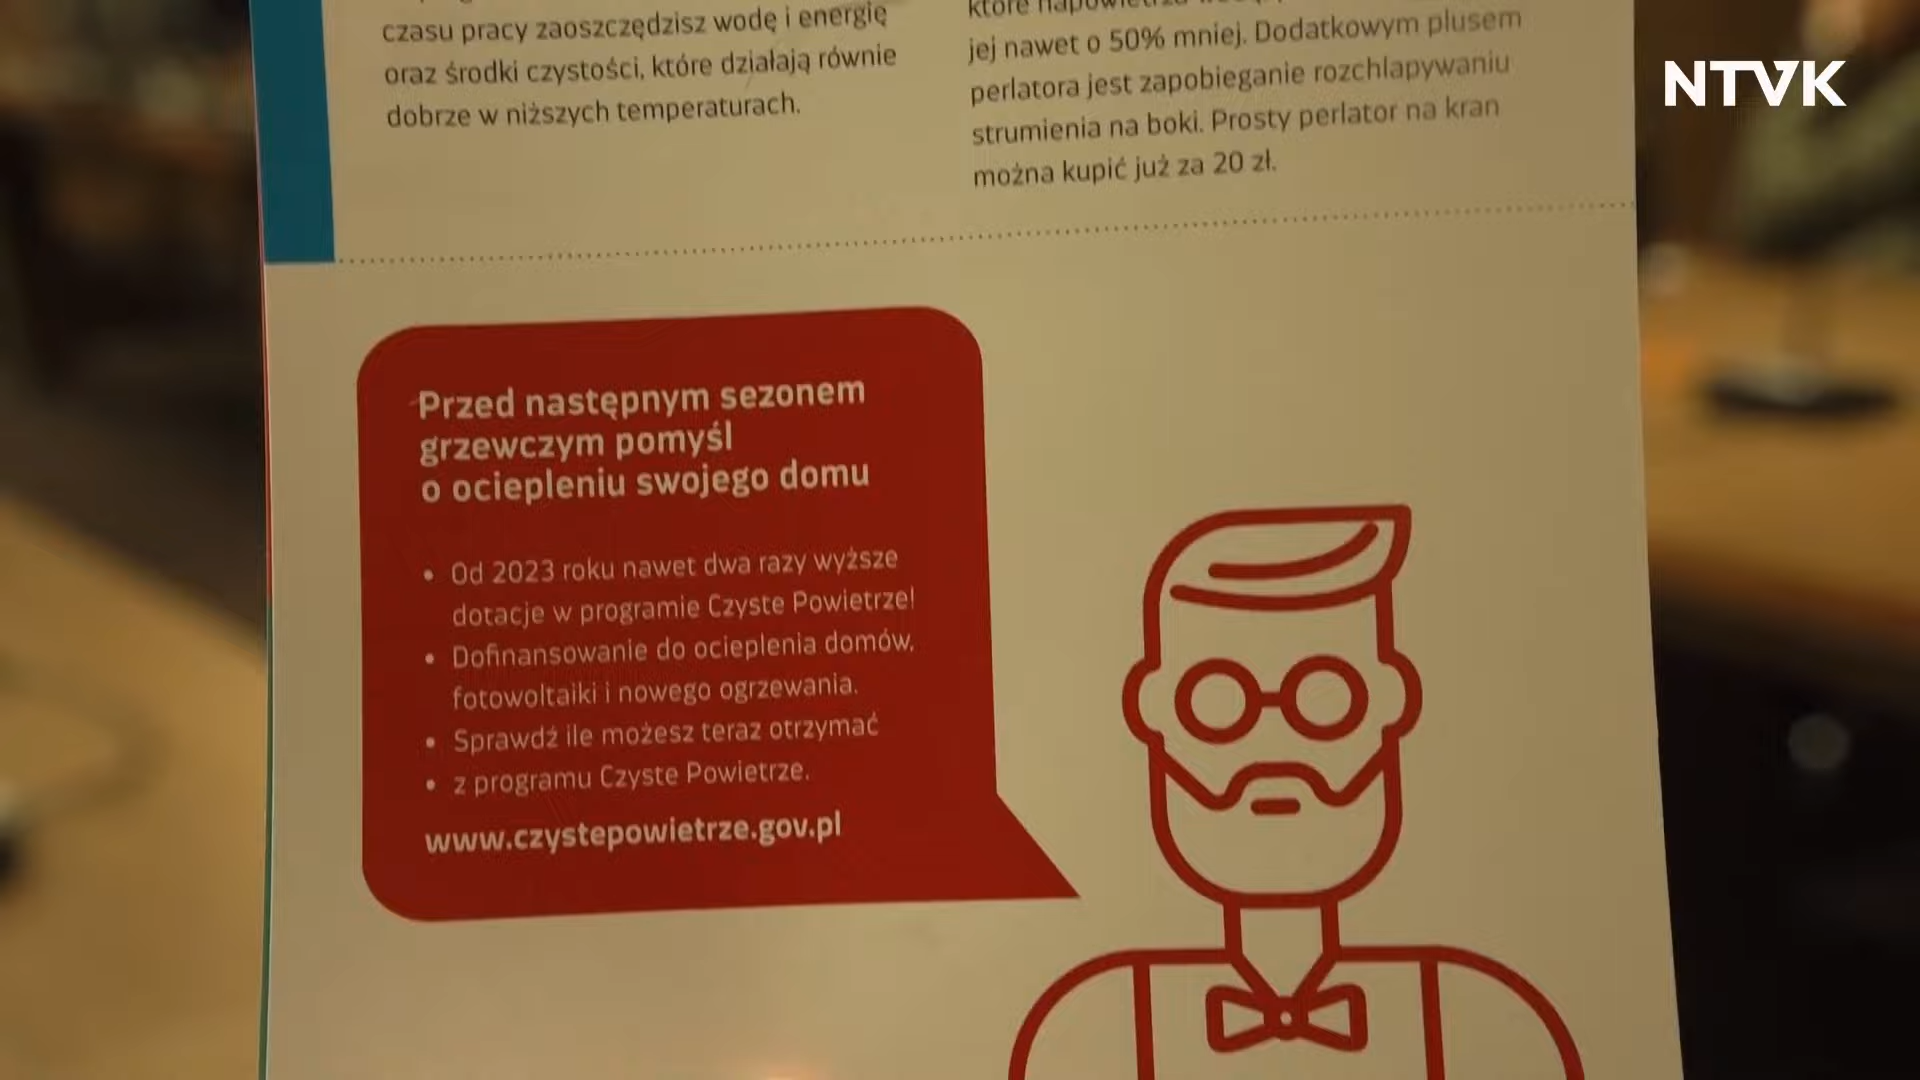 czasu pracy zaoszczędzisz wodę i energię
oraz środki czystości, które działają równie
dobrze w niższych temperaturach.
które napowietrza
jej nawet o 50% mniej. Dodatkowym plusem
perlatora jest zapobieganie rozchlapywaniu
strumienia na boki. Prosty perlator na kran
można kupić już za 20 zł.
NTVK
Przed następnym sezonem
grzewczym pomyśl
o ociepleniu swojego domu
• Od 2023 roku nawet dwa razy wyższe
dotacje w programie Czyste Powietrze!
• Dofinansowanie do ocieplenia domów,
fotowoltaiki i nowego ogrzewania.
• Sprawdź ile możesz teraz otrzymać
• z programu Czyste Powietrze.
www.czystepowietrze.gov.pl